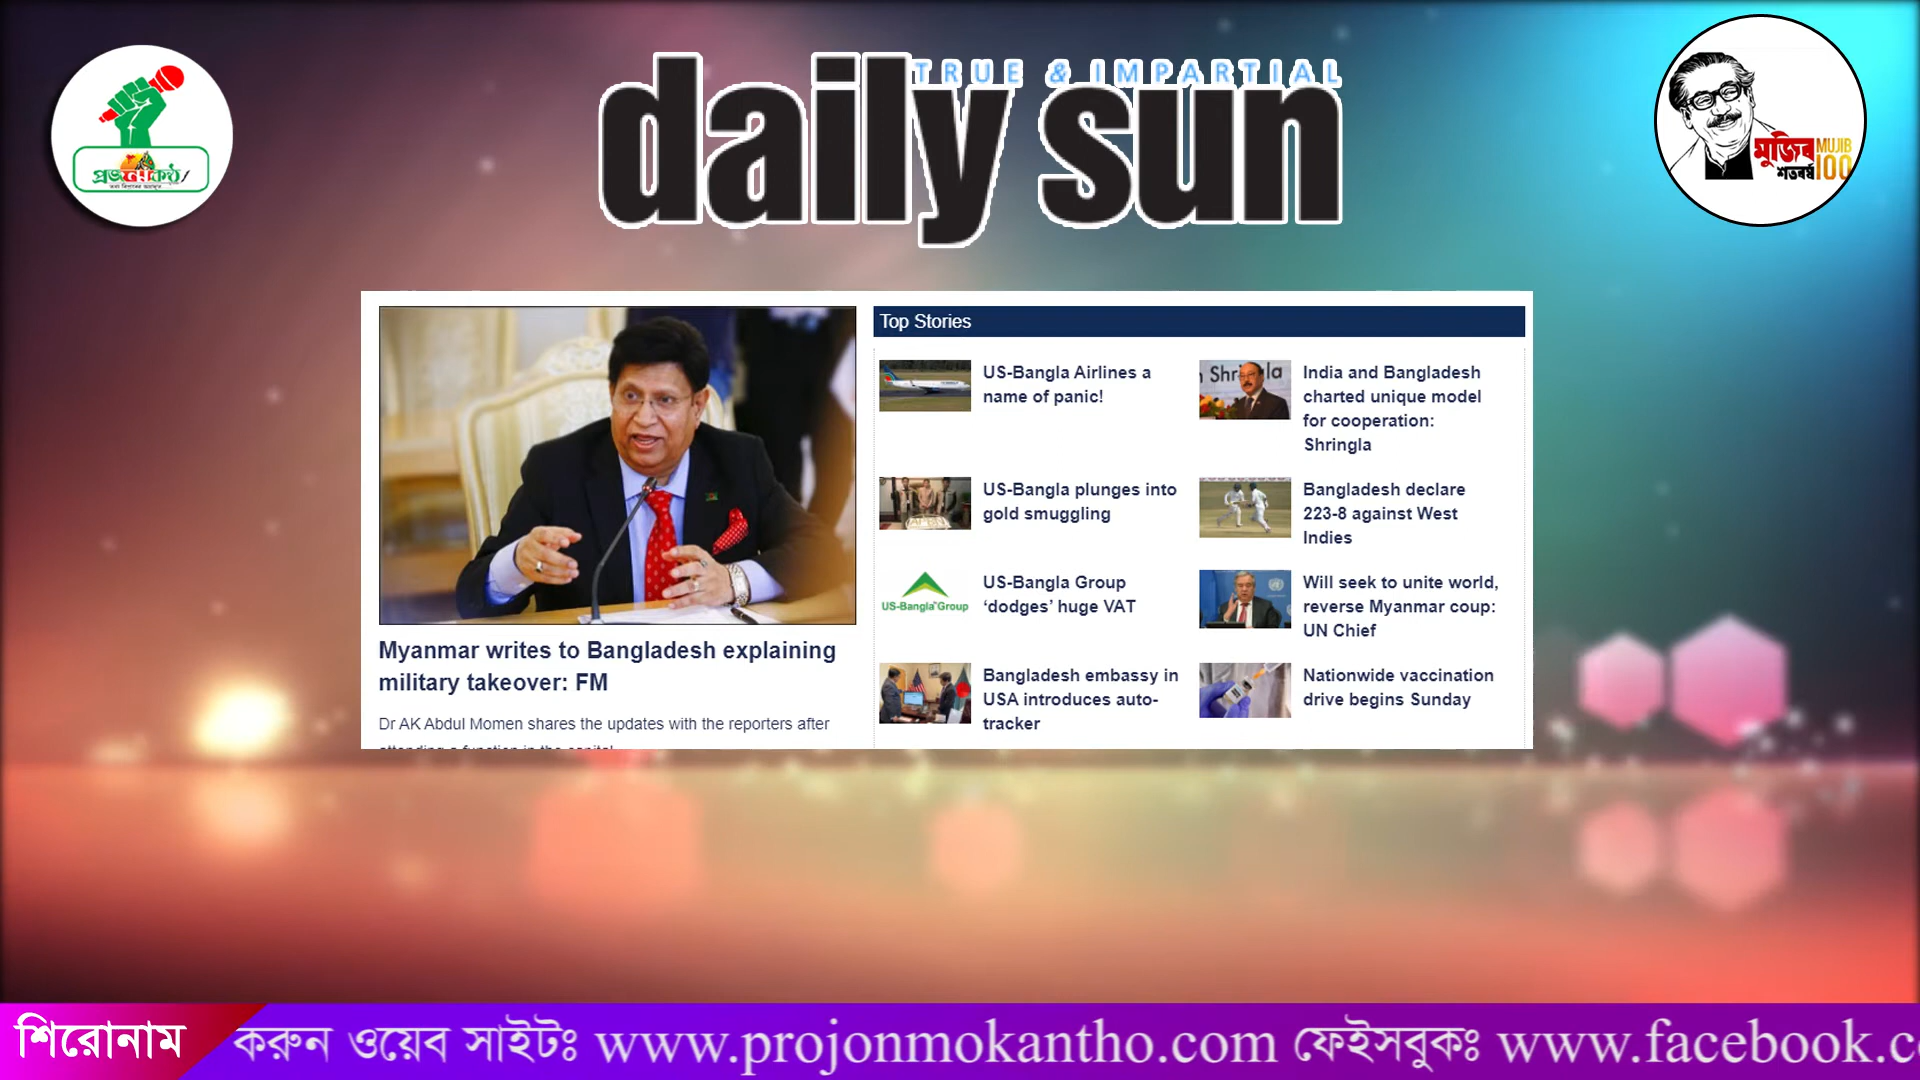 TRUE & IMPARTIAL
daily sun
প্রজন্মকণ্ঠ
মুজিব
শতবর্ষ
MUJIB
100
Top Stories
US-Bangla Airlines a
name of panic!
India and Bangladesh
charted unique model
for cooperation:
Shringla
US-Bangla plunges into
gold smuggling
Bangladesh declare
223-8 against West
Indies
US-Bangla Group
US-Bangla Group
‘dodges’ huge VAT
Will seek to unite world,
reverse Myanmar coup:
UN Chief
Bangladesh embassy in
USA introduces auto-
tracker
Nationwide vaccination
drive begins Sunday
Myanmar writes to Bangladesh explaining
military takeover: FM
Dr AK Abdul Momen shares the updates with the reporters after
শিরোনাম
করুন ওয়েব সাইটঃ www.projonmokantho.com ফেইসবুকঃ www.facebook.c